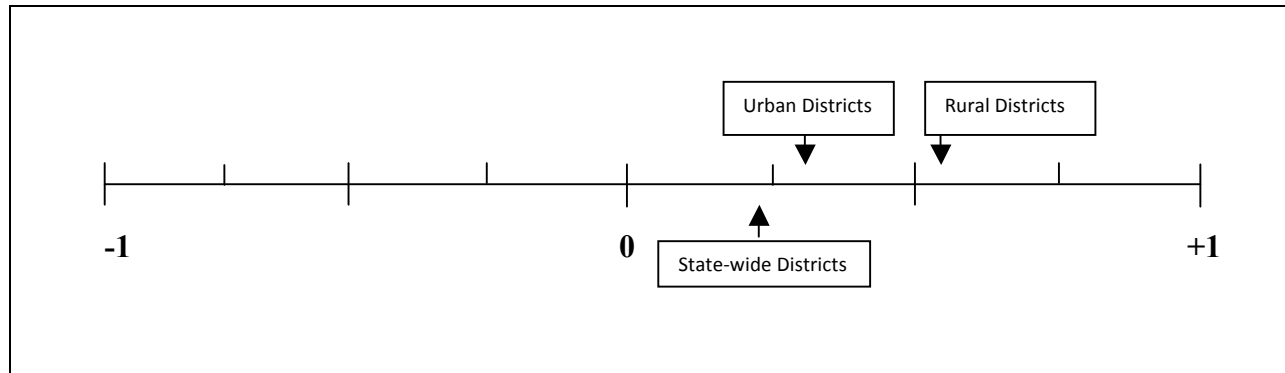 Urban Districts
Rural Districts
-1
0
+1
State-wide Districts